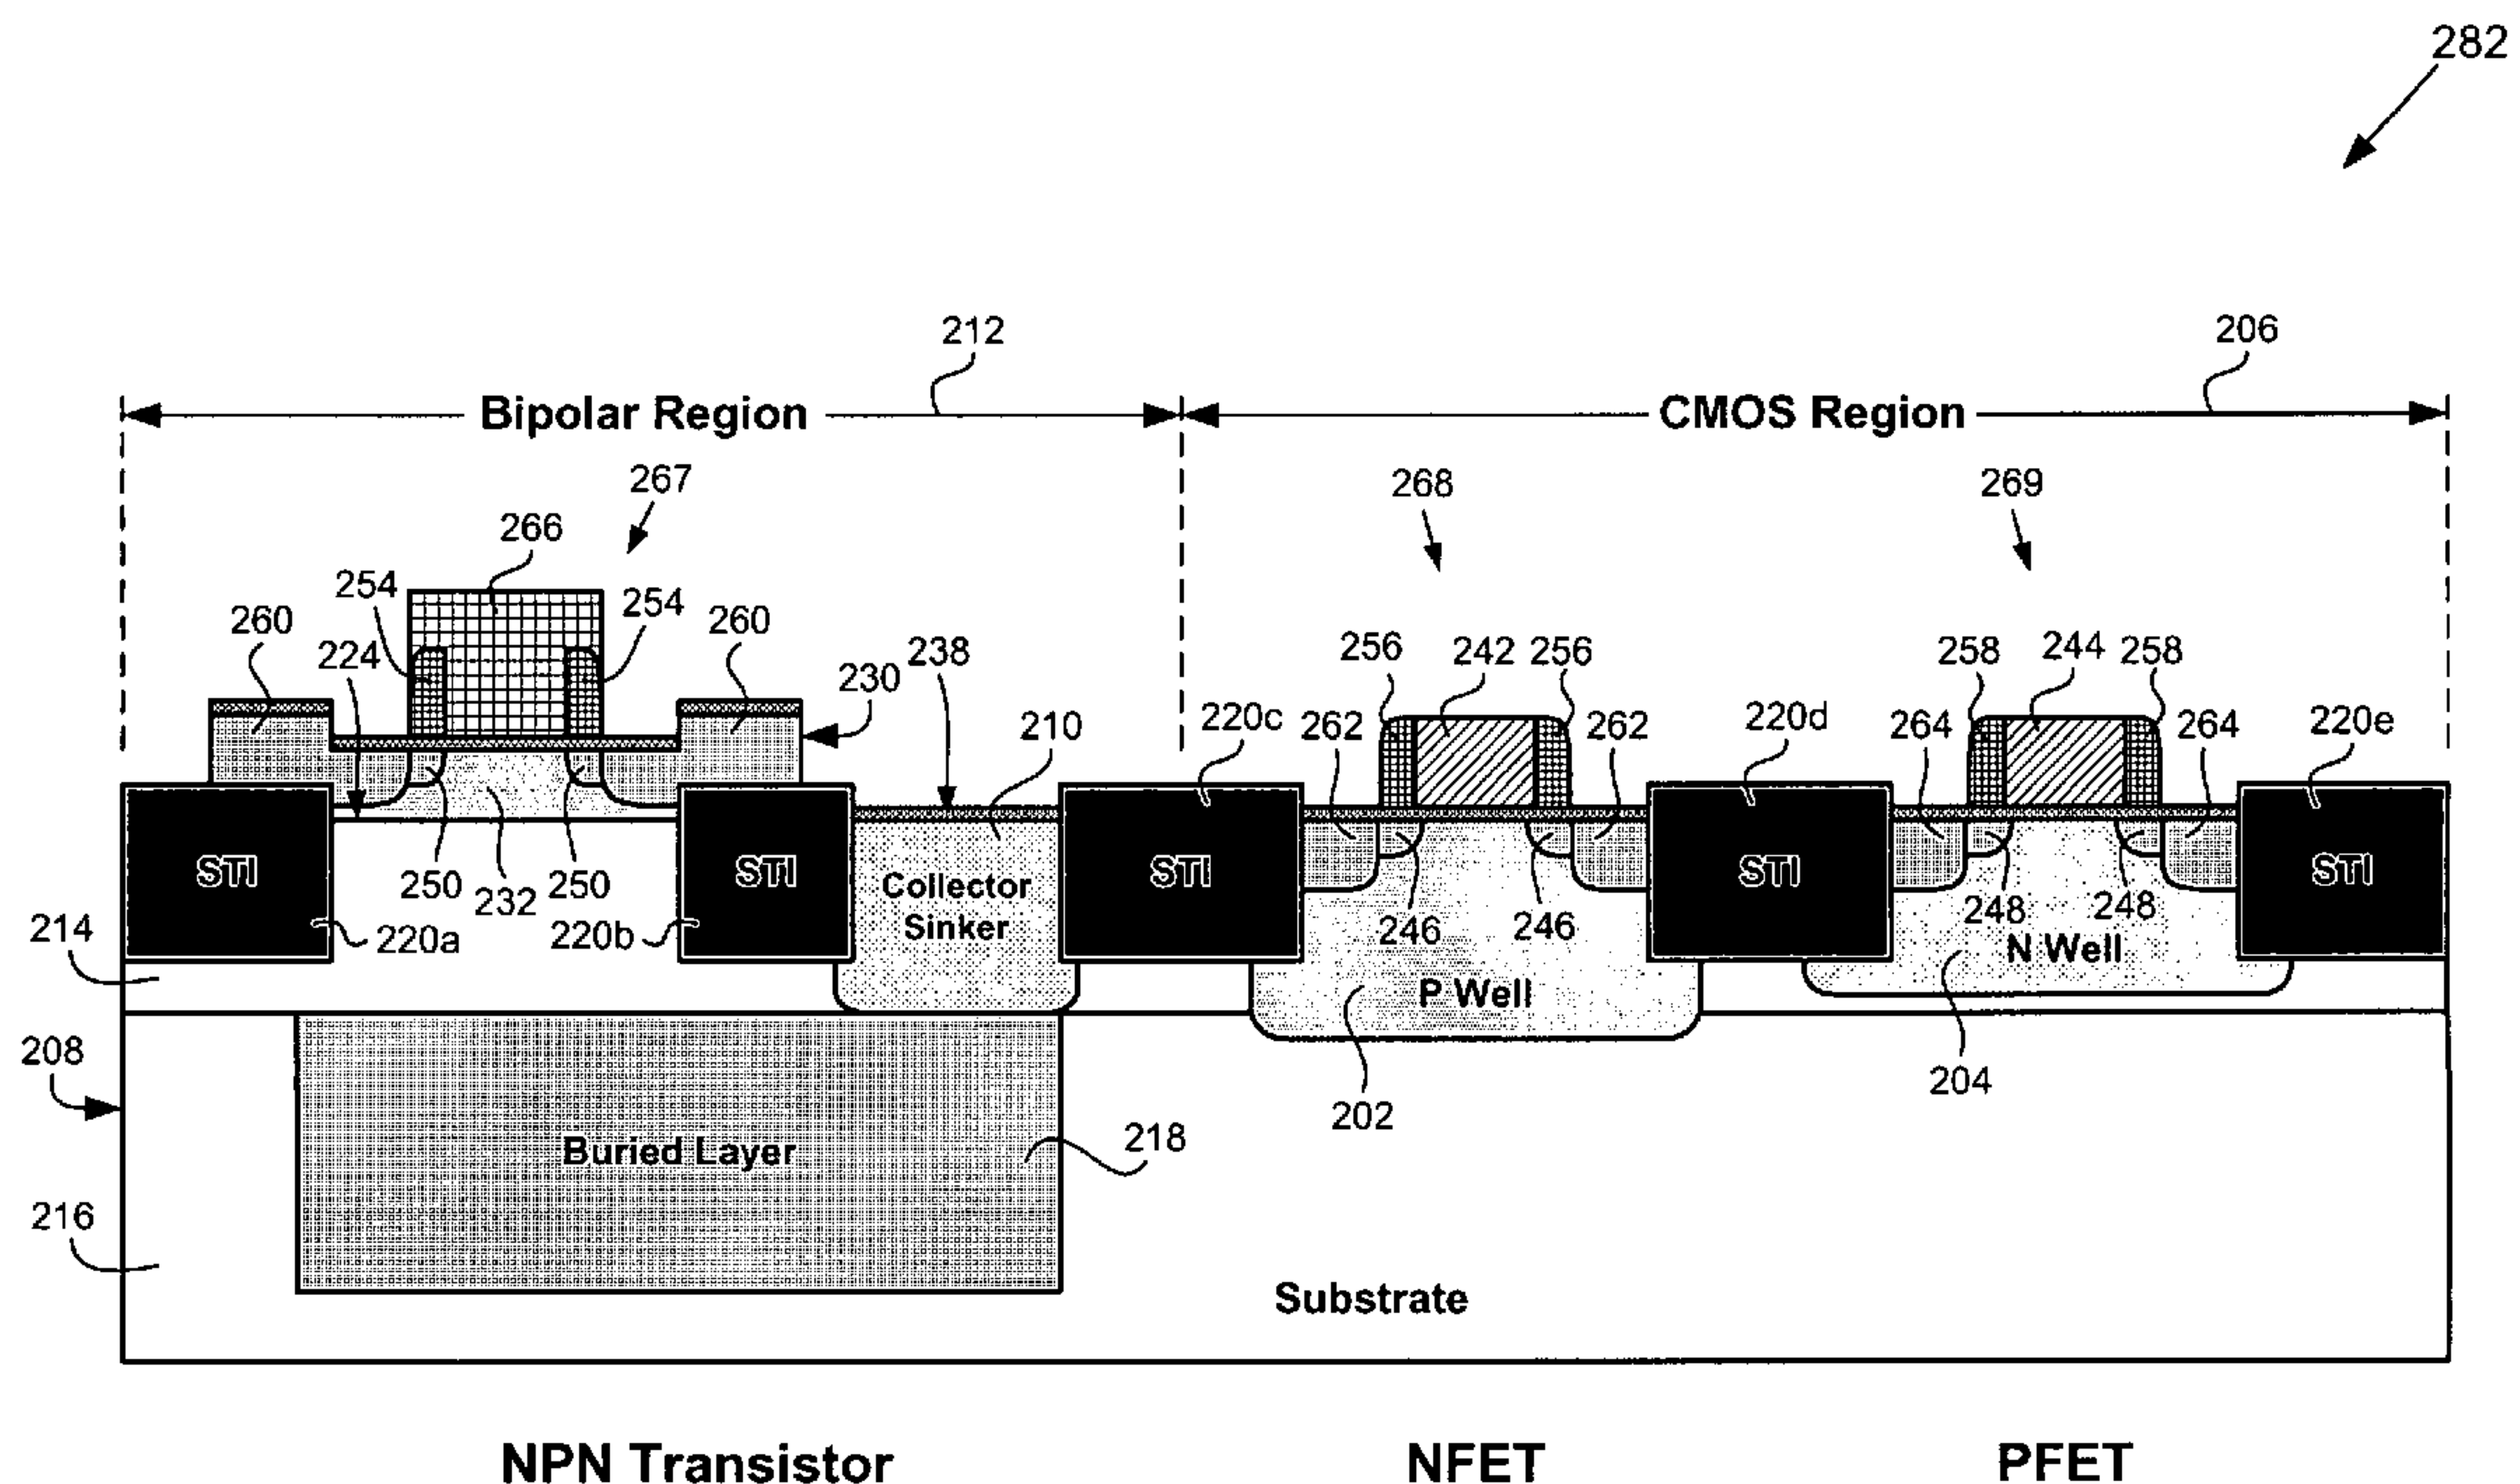 282
212
206
Bipolar Region
CMOS Region
267
268
269
266
254
254
260
260
224
230
238
210
256
242
256
258
244
258
220c
262
262
220d
264
264
220e
STI
STI
Collector
Sinker
STI
STI
STI
250
232
250
220a
220b
246
246
248
248
214
N Well
P Well
208
204
202
Buried Layer
218
216
Substrate
NPN Transistor
NFET
PFET